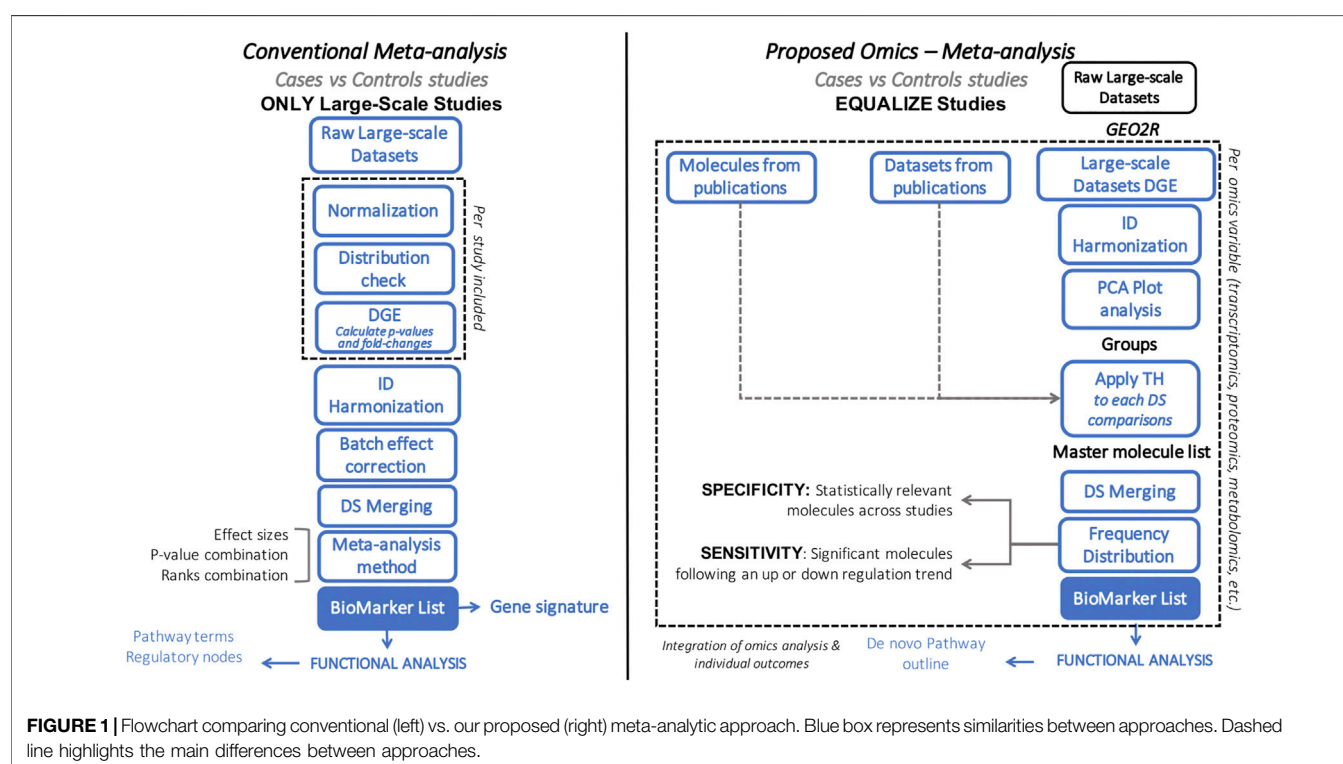 Conventional Meta-analysis
Cases vs Controls studies
ONLY Large-Scale Studies
Raw Large-scale
Datasets
Normalization
Distribution
check
DGE
Calculate p-values
and fold-changes
Per study included
ID
Harmonization
Batch effect
correction
DS Merging
Effect sizes
P-value combination
Ranks combination
Meta-analysis
method
BioMarker List
Gene signature
Pathway terms
Regulatory nodes
FUNCTIONAL ANALYSIS
Proposed Omics – Meta-analysis
Cases vs Controls studies
EQUALIZE Studies
Raw Large-scale
Datasets
GEO2R
Molecules from
publications
Datasets from
publications
Large-scale
Datasets DGE
ID
Harmonization
PCA Plot
analysis
Groups
Apply TH
to each DS
comparisons
Master molecule list
DS Merging
Frequency
Distribution
BioMarker List
SPECIFICITY: Statistically relevant
molecules across studies
SENSITIVITY: Significant molecules
following an up or down regulation trend
Per omics variable (transcriptomics, proteomics, metabolomics, etc.)
Integration of omics analysis &
individual outcomes
De novo Pathway
outline
FUNCTIONAL ANALYSIS
FIGURE 1 | Flowchart comparing conventional (left) vs. our proposed (right) meta-analytic approach. Blue box represents similarities between approaches. Dashed
line highlights the main differences between approaches.